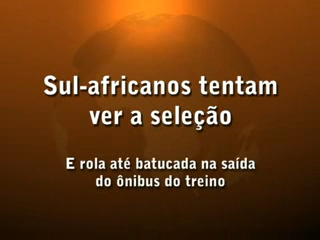 Sul-africanos tentam
ver a seleção
E rola até batucada na saída
do ônibus do treino